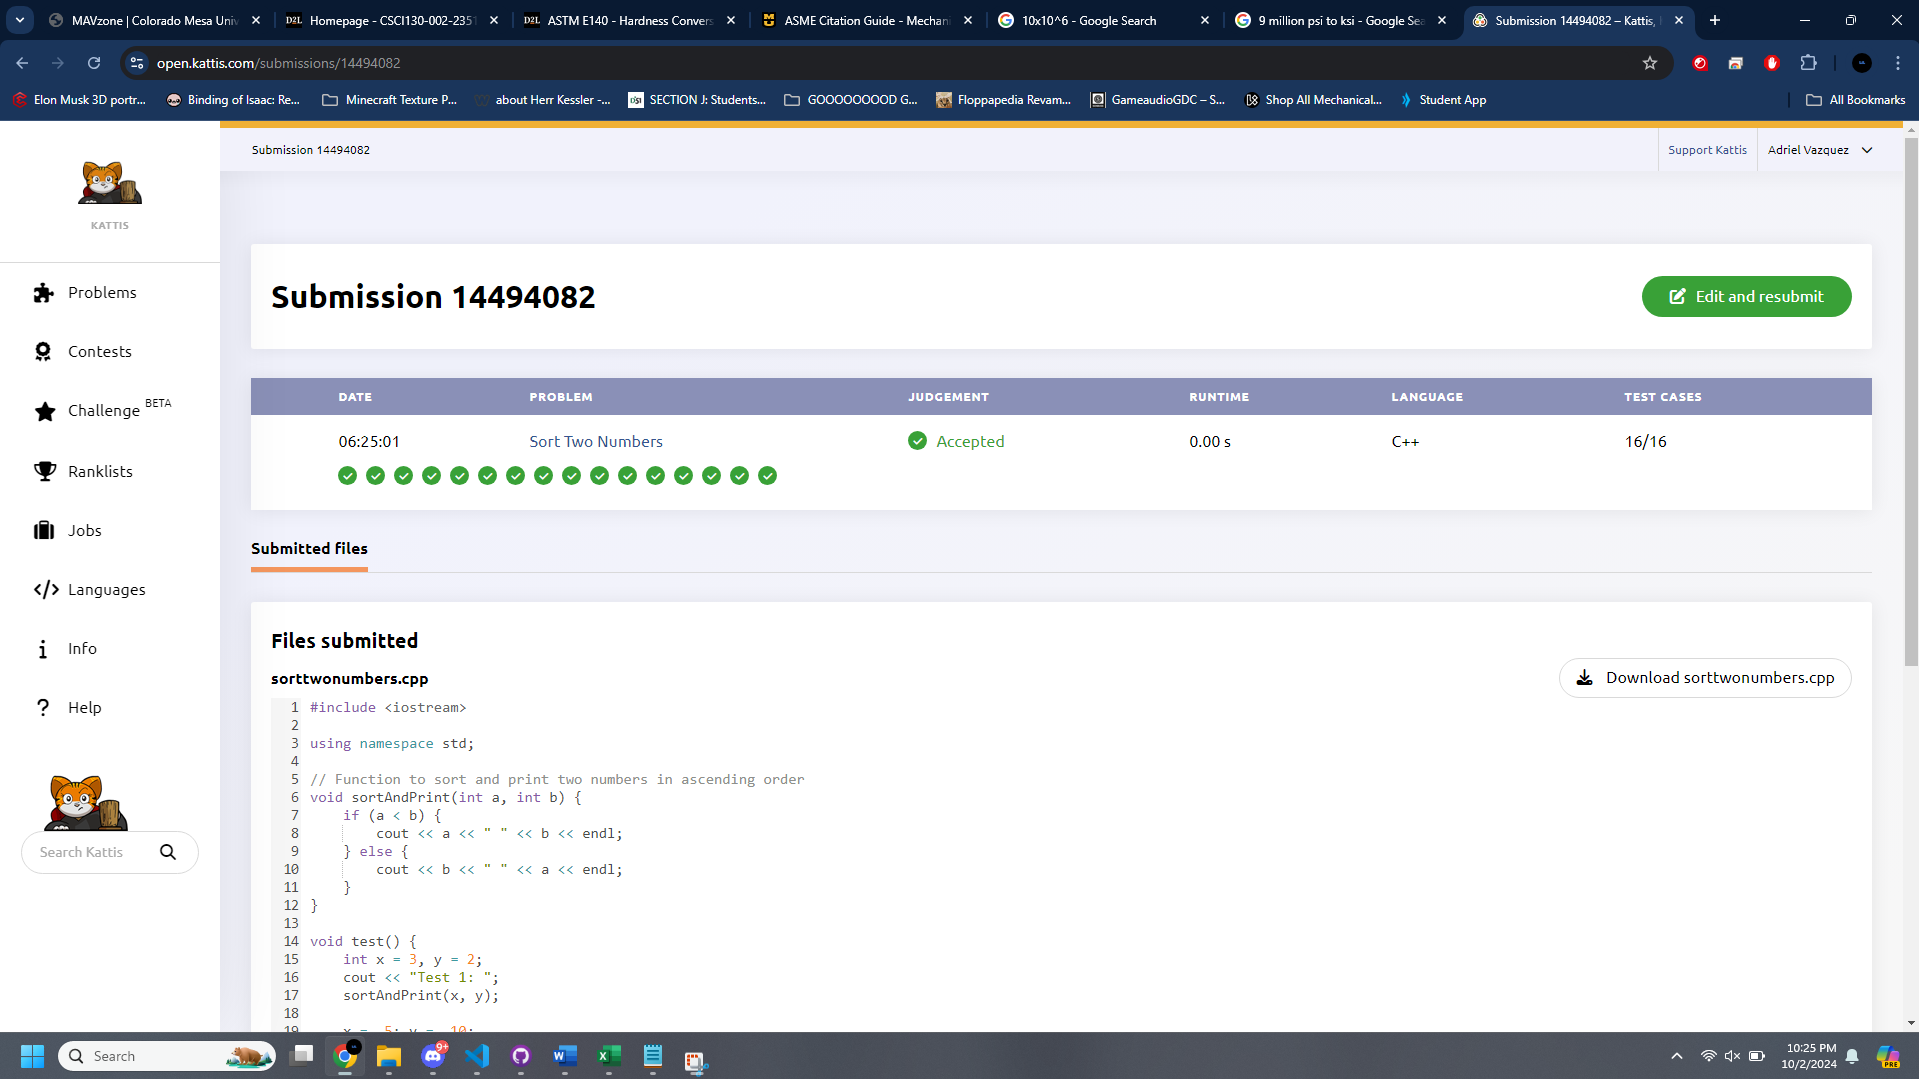 MAVzone | Colorado Mesa Univ
Homepage - CSCI130-002-2351
ASTM E140 - Hardness Convers
ASME Citation Guide - Mechani
10x10^6 - Google Search
9 million psi to ksi - Google Sea
Submission 14494082 – Kattis,
open.kattis.com/submissions/14494082
Elon Musk 3D portr...
Binding of Isaac: Re...
Minecraft Texture P...
about Herr Kessler -...
SECTION J: Students...
GOOOOOOOOD G...
Floppapedia Revam...
GameaudioGDC – S...
Shop All Mechanical...
Student App
All Bookmarks
Submission 14494082
Support Kattis
Adriel Vazquez
KATTIS
Problems
Contests
Challenge BETA
Ranklists
Jobs
Languages
Info
Help
Search Kattis
Submission 14494082
Edit and resubmit
DATE PROBLEM JUDGEMENT RUNTIME LANGUAGE TEST CASES
06:25:01 Sort Two Numbers Accepted 0.00 s C++ 16/16
Submitted files
Files submitted
sorttwonumbers.cpp
Download sorttwonumbers.cpp
1 #include <iostream>
2
3 using namespace std;
4
5 // Function to sort and print two numbers in ascending order
6 void sortAndPrint(int a, int b) {
7 if (a < b) {
8 cout << a << " " << b << endl;
9 } else {
10 cout << b << " " << a << endl;
11 }
12 }
13
14 void test() {
15 int x = 3, y = 2;
16 cout << "Test 1: ";
17 sortAndPrint(x, y);
18
Search
9+
10:25 PM
10/2/2024
PRE